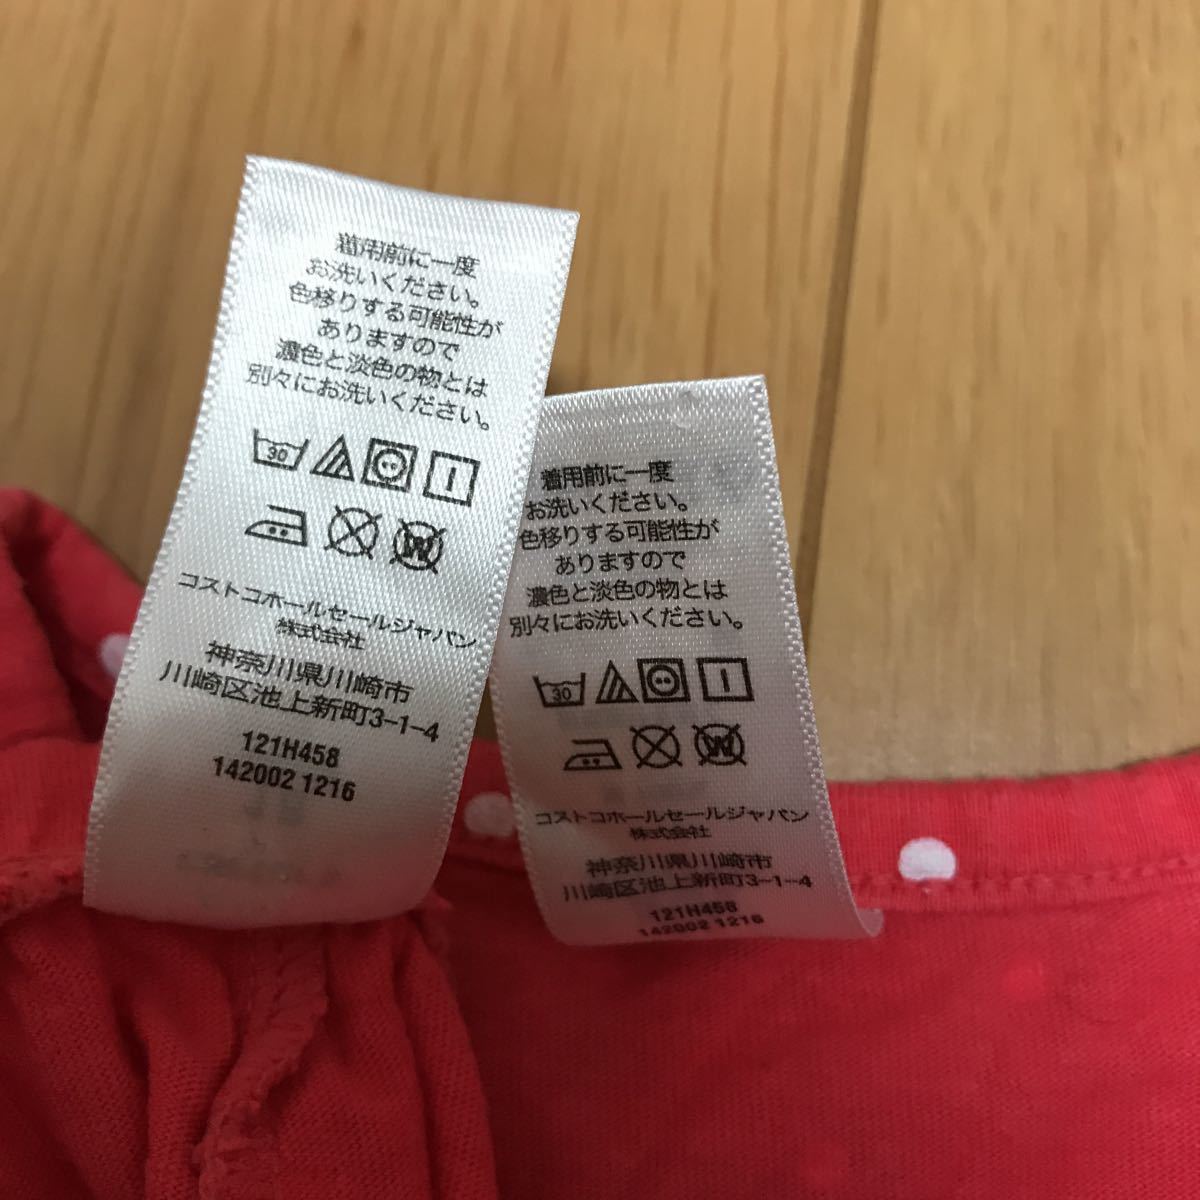 着用前に一度
お洗いください。
色移りする可能性が
ありますので
濃色と淡色の物とは
別々にお洗いください。
30
W
コストコホールセールジャパン
株式会社
神奈川県川崎市
川崎区池上新町3-1-4
121H458
142002 1216
着用前に一度
お洗いください。
色移りする可能性が
ありますので
濃色と淡色の物とは
別々にお洗いください。
30
W
コストコホールセールジャパン
株式会社
神奈川県川崎市
川崎区池上新町3-1-4
121H458
142002 1216